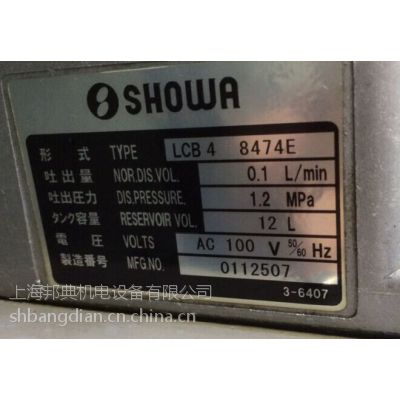 SHOWA
形式 TYPE LCB4 8474E
吐出量 NOR.DIS.VOL. 0.1 L/min
吐出圧力 DIS.PRESSURE. 1.2 MPa
タンク容量 RESERVOIR VOL. 12 L
電圧 VOLTS AC 100 V 50/60 Hz
製造番号 MFG.NO. 0112507
3-6407
上海邦典机电设备有限公司
shbangdian.cn.china.cn